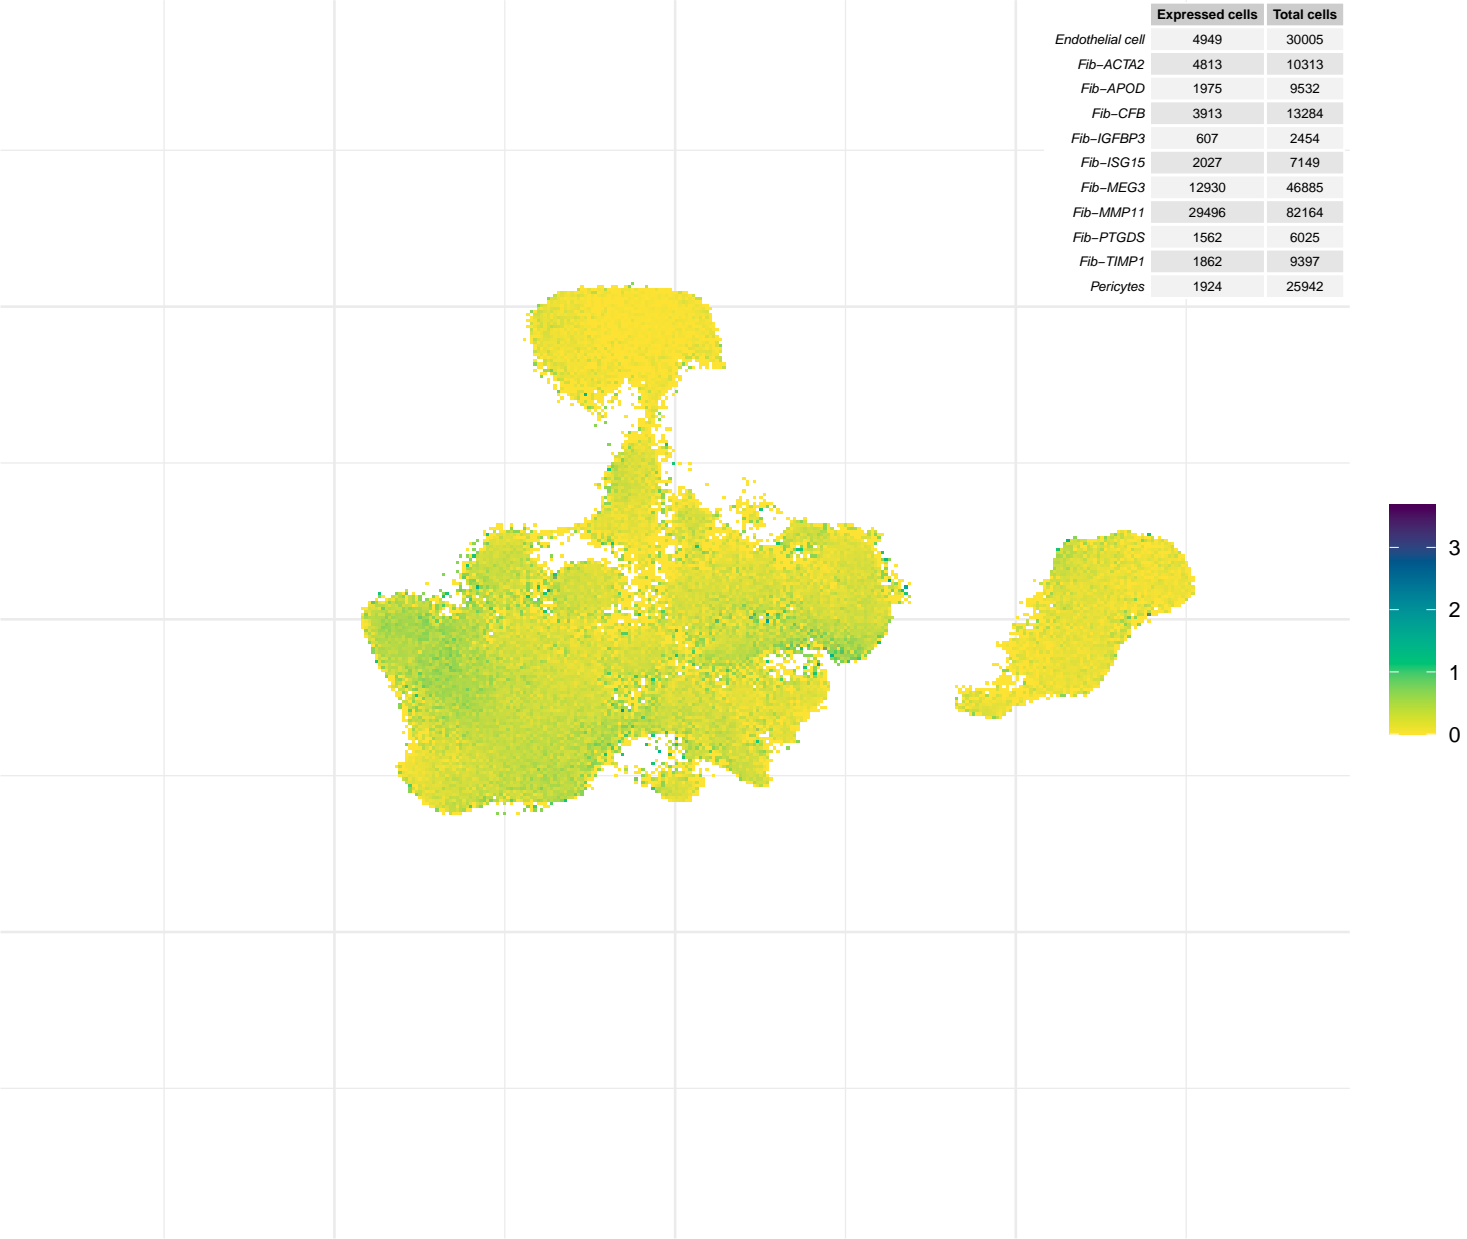 Expressed cells Total cells
Endothelial cell 4949 30005
Fib−ACTA2 4813 10313
Fib−APOD 1975 9532
Fib−CFB 3913 13284
Fib−IGFBP3 607 2454
Fib−ISG15 2027 7149
Fib−MEG3 12930 46885
Fib−MMP11 29496 82164
Fib−PTGDS 1562 6025
Fib−TIMP1 1862 9397
Pericytes 1924 25942
3
2
1
0